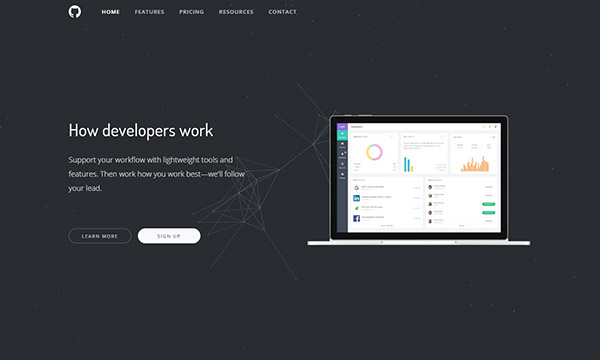 HOME FEATURES PRICING RESOURCES CONTACT
How developers work
Support your workflow with lightweight tools and
features. Then work how you work best—we'll follow
your lead.
LEARN MORE SIGN UP